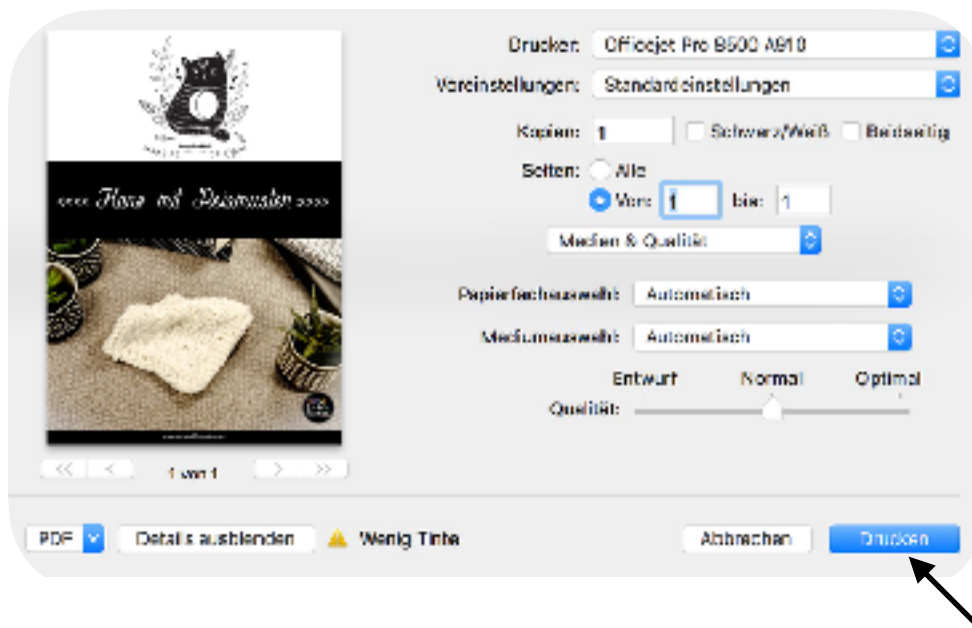 Drucker: Officejet Pro 8500 A910
Voreinstellungen: Standardeinstellungen
Kopien: 1 Schwarz/Weiß Beidseitig
Seiten: Alle
Von: 1 bis: 1
Medien & Qualität
Papierfachauswahl: Automatisch
Mediumauswahl: Automatisch
Entwurf Normal Optimal
Qualität:
mit
<< < 1 von 1 > >>
PDF Details ausblenden Wenig Tinte Abbrechen Drucken